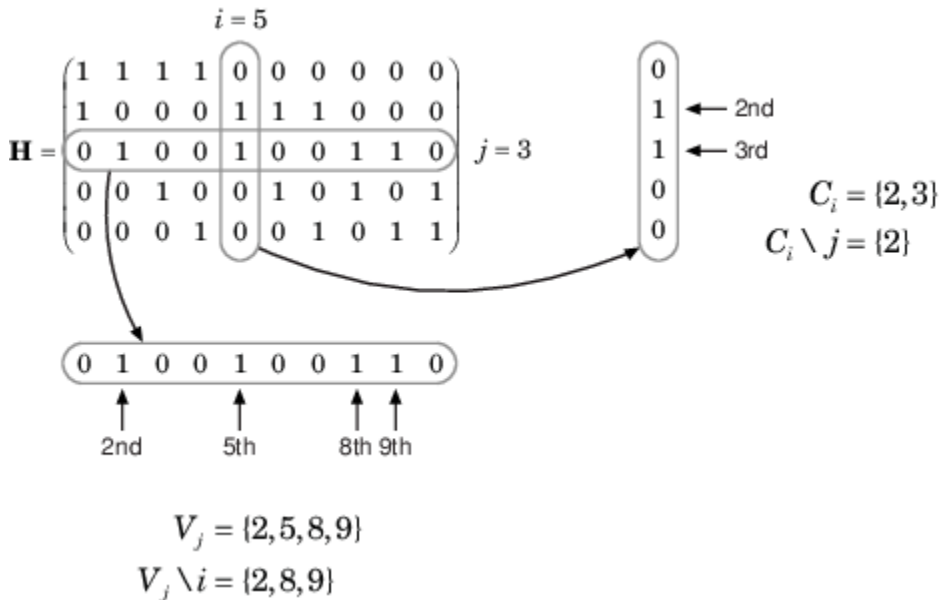 i = 5
1 1 1 1 0 0 0 0 0 0
1 0 0 0 1 1 1 0 0 0
H = 0 1 0 0 1 0 0 1 1 0 j = 3
0 0 1 0 0 1 0 1 0 1
0 0 0 1 0 0 1 0 1 1
0
1 2nd
1 3rd
0
0
C_i = {2,3}
C_i \ j = {2}
0 1 0 0 1 0 0 1 1 0
2nd 5th 8th 9th
V_j = {2,5,8,9}
V_j \ i = {2,8,9}